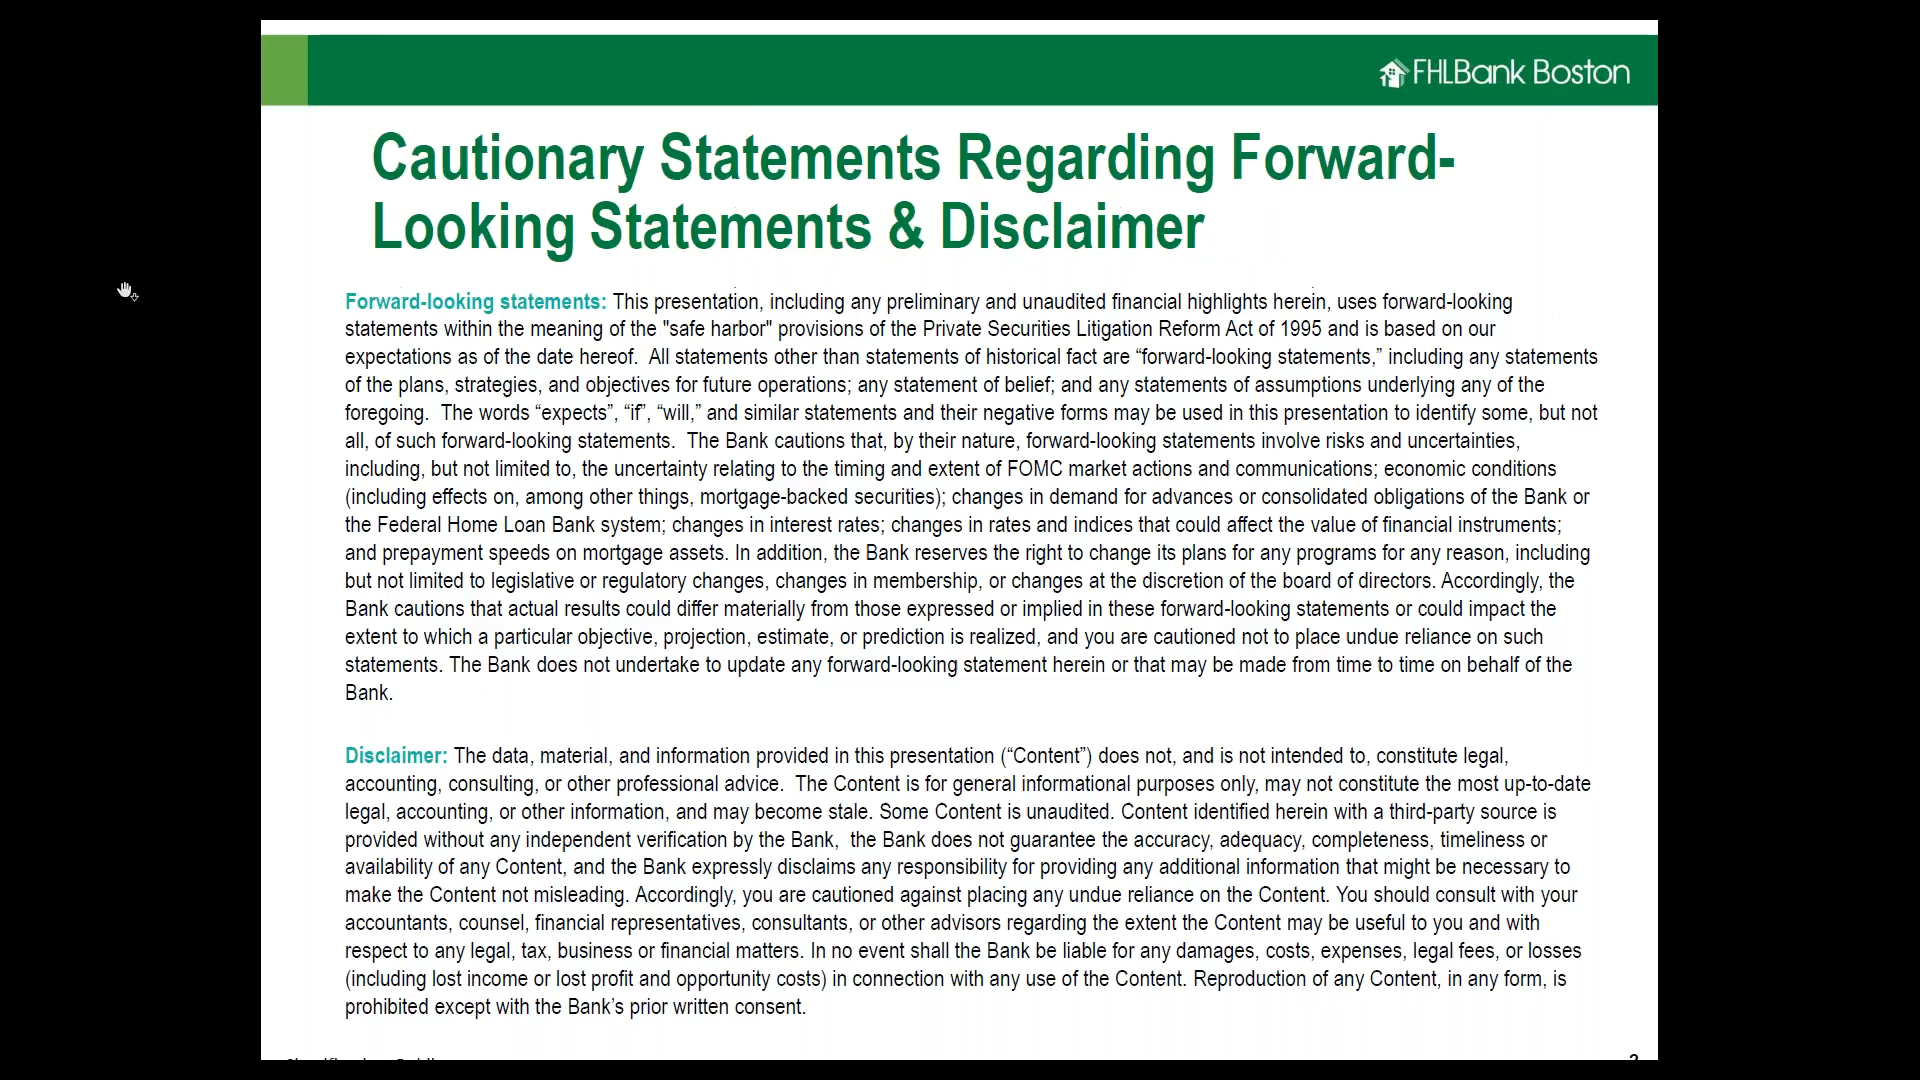 FHLBank Boston
Cautionary Statements Regarding Forward-
Looking Statements & Disclaimer
Forward-looking statements: This presentation, including any preliminary and unaudited financial highlights herein, uses forward-looking
statements within the meaning of the "safe harbor" provisions of the Private Securities Litigation Reform Act of 1995 and is based on our
expectations as of the date hereof.  All statements other than statements of historical fact are “forward-looking statements,” including any statements
of the plans, strategies, and objectives for future operations; any statement of belief; and any statements of assumptions underlying any of the
foregoing.  The words “expects”, “if”, “will,” and similar statements and their negative forms may be used in this presentation to identify some, but not
all, of such forward-looking statements.  The Bank cautions that, by their nature, forward-looking statements involve risks and uncertainties,
including, but not limited to, the uncertainty relating to the timing and extent of FOMC market actions and communications; economic conditions
(including effects on, among other things, mortgage-backed securities); changes in demand for advances or consolidated obligations of the Bank or
the Federal Home Loan Bank system; changes in interest rates; changes in rates and indices that could affect the value of financial instruments;
and prepayment speeds on mortgage assets. In addition, the Bank reserves the right to change its plans for any programs for any reason, including
but not limited to legislative or regulatory changes, changes in membership, or changes at the discretion of the board of directors. Accordingly, the
Bank cautions that actual results could differ materially from those expressed or implied in these forward-looking statements or could impact the
extent to which a particular objective, projection, estimate, or prediction is realized, and you are cautioned not to place undue reliance on such
statements. The Bank does not undertake to update any forward-looking statement herein or that may be made from time to time on behalf of the
Bank.
Disclaimer: The data, material, and information provided in this presentation (“Content”) does not, and is not intended to, constitute legal,
accounting, consulting, or other professional advice.  The Content is for general informational purposes only, may not constitute the most up-to-date
legal, accounting, or other information, and may become stale. Some Content is unaudited. Content identified herein with a third-party source is
provided without any independent verification by the Bank,  the Bank does not guarantee the accuracy, adequacy, completeness, timeliness or
availability of any Content, and the Bank expressly disclaims any responsibility for providing any additional information that might be necessary to
make the Content not misleading. Accordingly, you are cautioned against placing any undue reliance on the Content. You should consult with your
accountants, counsel, financial representatives, consultants, or other advisors regarding the extent the Content may be useful to you and with
respect to any legal, tax, business or financial matters. In no event shall the Bank be liable for any damages, costs, expenses, legal fees, or losses
(including lost income or lost profit and opportunity costs) in connection with any use of the Content. Reproduction of any Content, in any form, is
prohibited except with the Bank’s prior written consent.